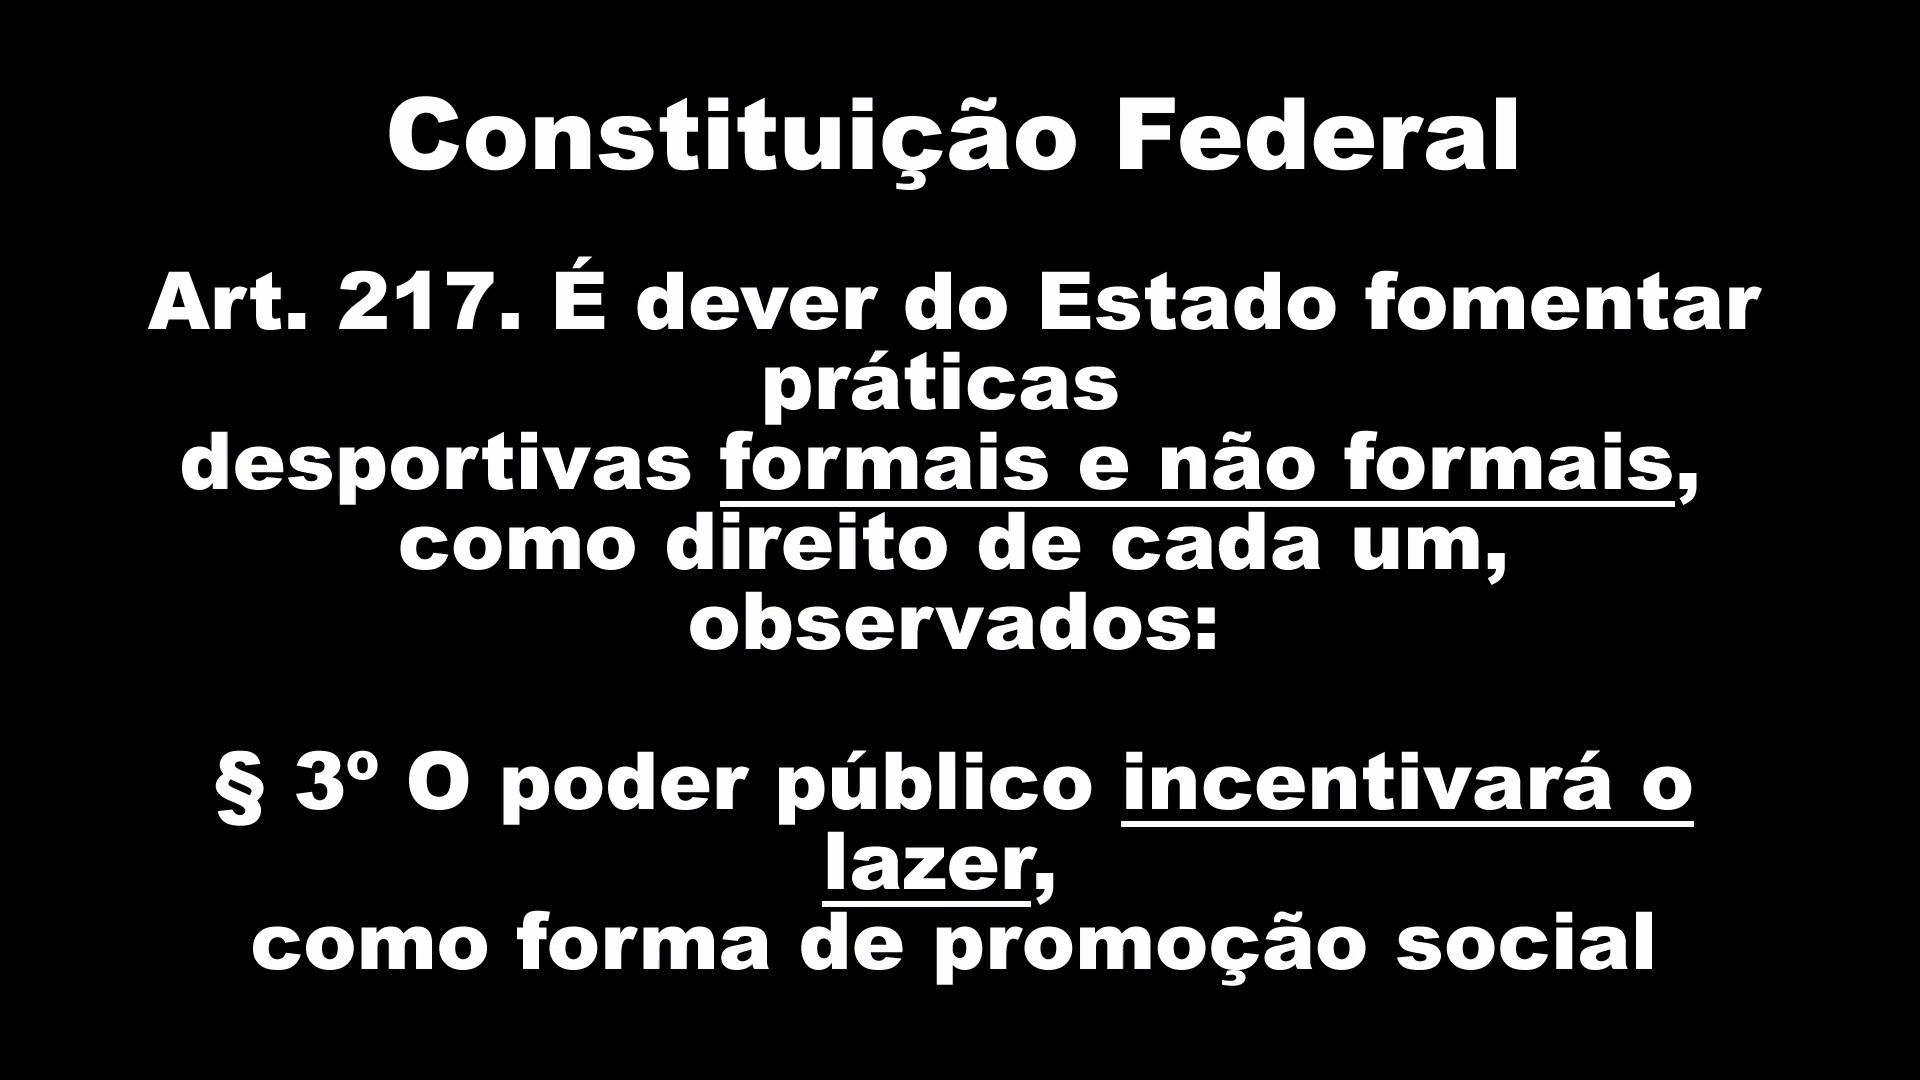 Constituição Federal
Art. 217. É dever do Estado fomentar
práticas
desportivas formais e não formais,
como direito de cada um,
observados:
§ 3º O poder público incentivará o
lazer,
como forma de promoção social